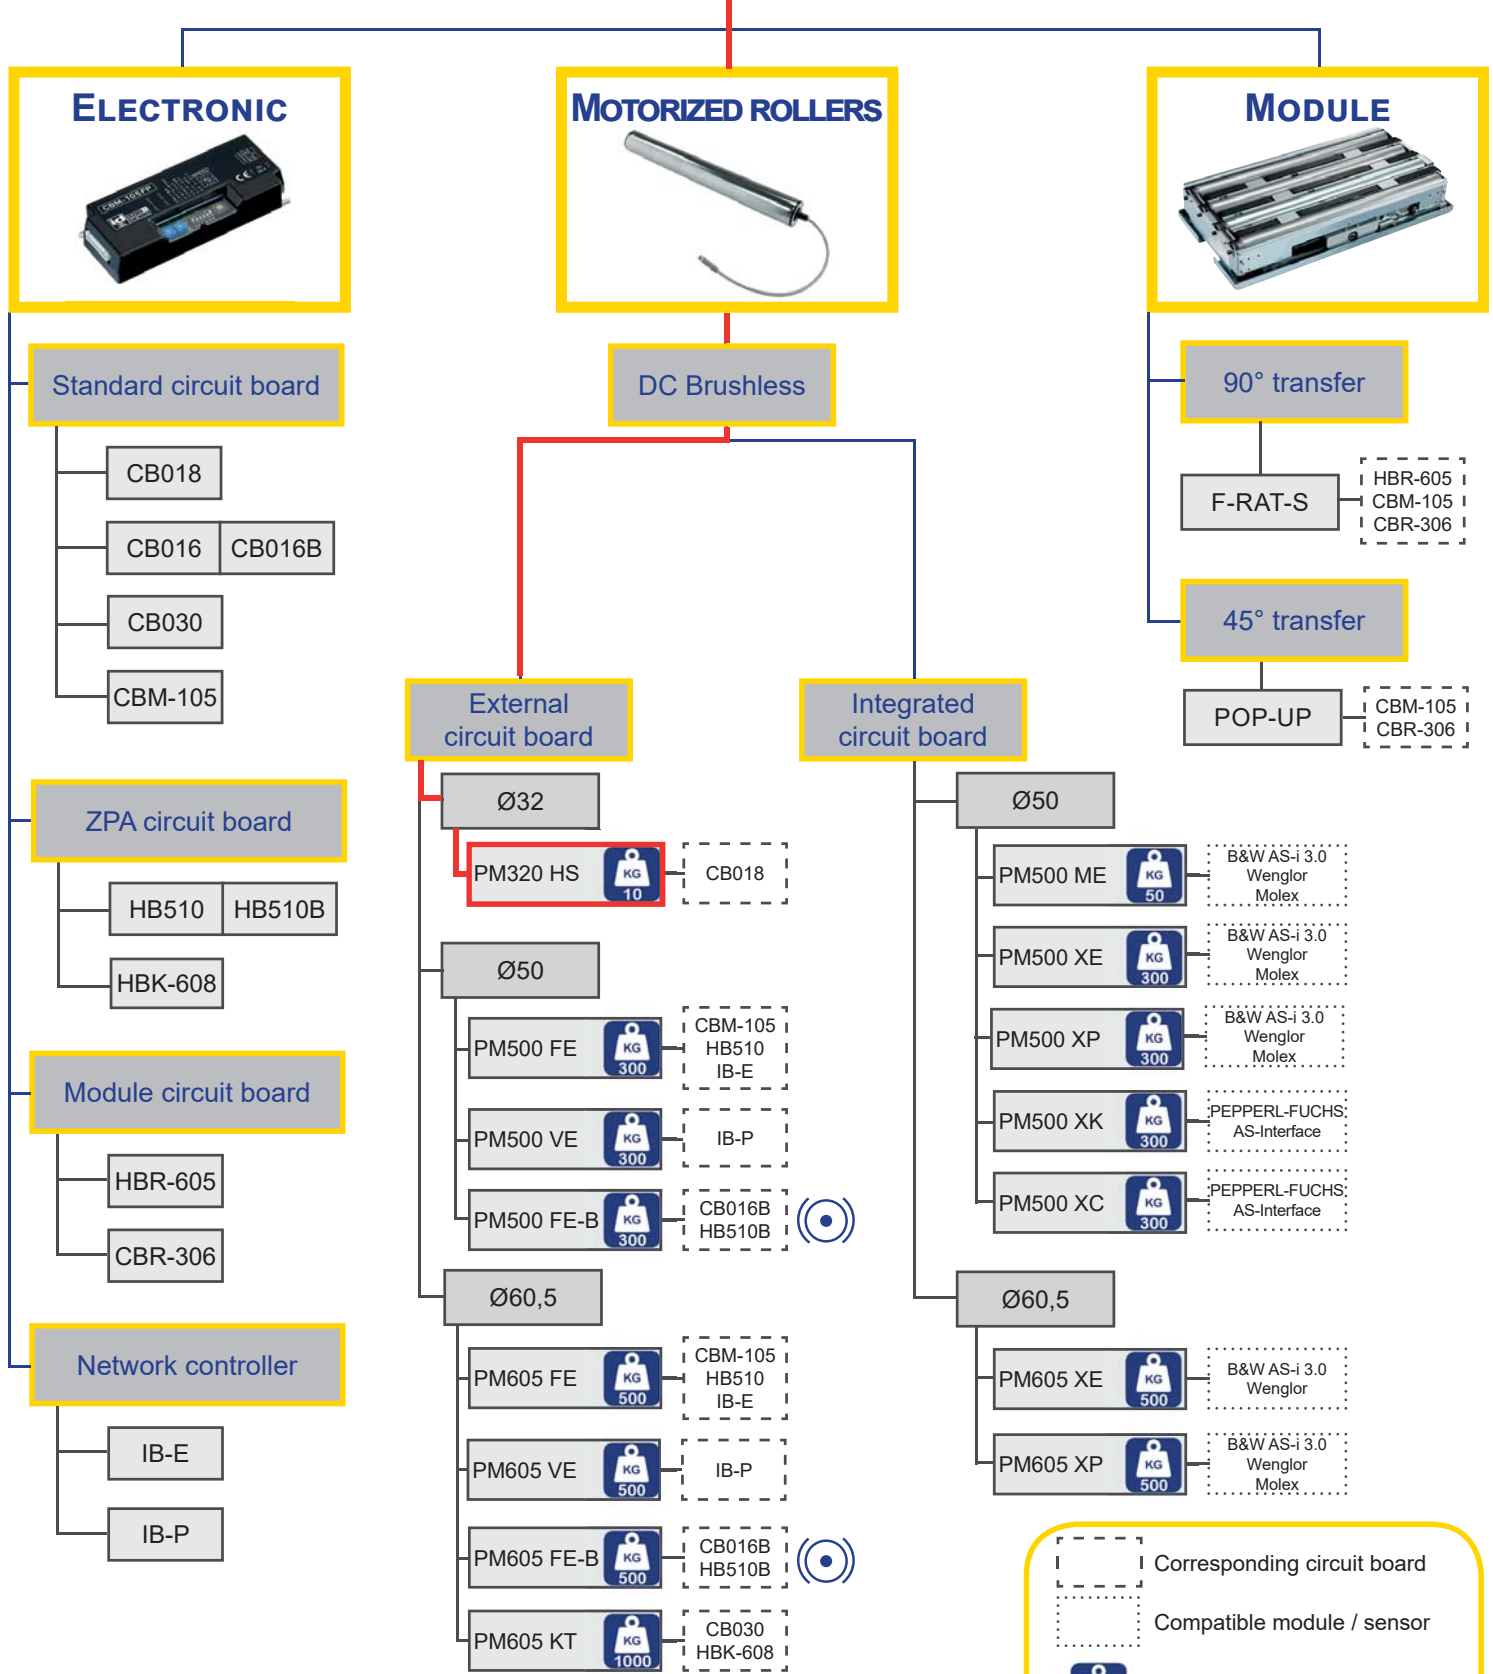 ELECTRONIC
CBM-105FP
Standard circuit board
CB018
CB016 CB016B
CB030
CBM-105
ZPA circuit board
HB510 HB510B
HBK-608
Module circuit board
HBR-605
CBR-306
Network controller
IB-E
IB-P
MOTORIZED ROLLERS
DC Brushless
External
circuit board
Ø32
PM320 HS KG 10
CB018
Ø50
PM500 FE KG 300
CBM-105
HB510
IB-E
PM500 VE KG 300
IB-P
PM500 FE-B KG 300
CB016B
HB510B
Ø60,5
PM605 FE KG 500
CBM-105
HB510
IB-E
PM605 VE KG 500
IB-P
PM605 FE-B KG 500
CB016B
HB510B
PM605 KT KG 1000
CB030
HBK-608
Integrated
circuit board
Ø50
PM500 ME KG 50
B&W AS-i 3.0
Wenglor
Molex
PM500 XE KG 300
B&W AS-i 3.0
Wenglor
Molex
PM500 XP KG 300
B&W AS-i 3.0
Wenglor
Molex
PM500 XK KG 300
PEPPERL-FUCHS
AS-Interface
PM500 XC KG 300
PEPPERL-FUCHS
AS-Interface
Ø60,5
PM605 XE KG 500
B&W AS-i 3.0
Wenglor
PM605 XP KG 500
B&W AS-i 3.0
Wenglor
Molex
MODULE
90° transfer
F-RAT-S
HBR-605
CBM-105
CBR-306
45° transfer
POP-UP
CBM-105
CBR-306
Corresponding circuit board
Compatible module / sensor